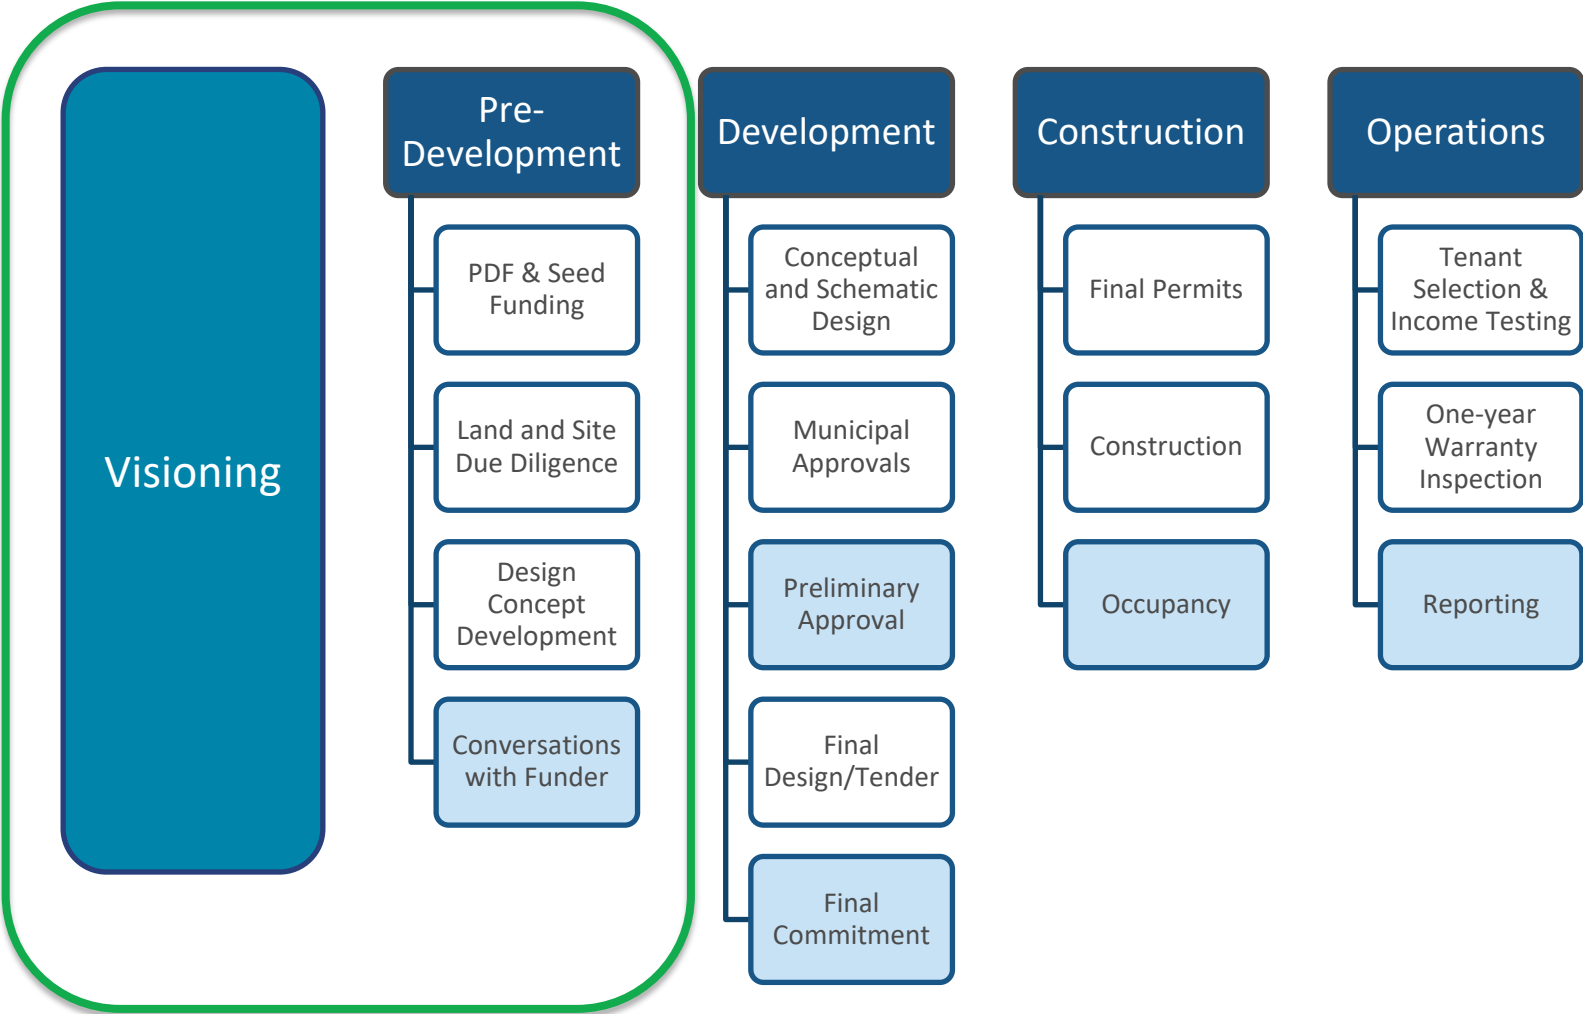 Visioning
Pre-
Development
PDF & Seed
Funding
Land and Site
Due Diligence
Design
Concept
Development
Conversations
with Funder
Development
Conceptual
and Schematic
Design
Municipal
Approvals
Preliminary
Approval
Final
Design/Tender
Final
Commitment
Construction
Final Permits
Construction
Occupancy
Operations
Tenant
Selection &
Income Testing
One-year
Warranty
Inspection
Reporting